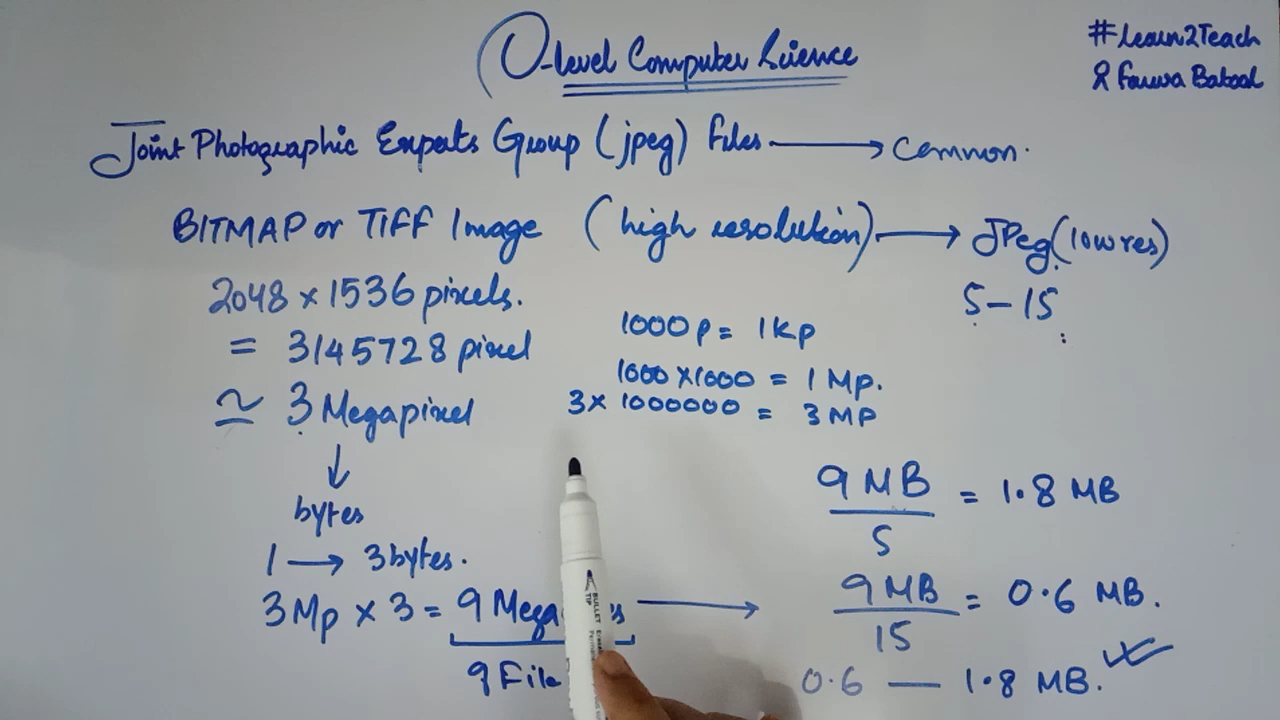 O-level Computer Science
#Learn2Teach
Farwa Batool
Joint Photographic Experts Group (jpeg) files → Common.
BITMAP or TIFF Image (high resolution) → JPeg (low res)
2048 x 1536 pixels.
5 - 15
= 3145728 pixel
1000 p = 1 Kp
1000 x 1000 = 1 Mp.
≃ 3 Megapixel
3 x 1000000 = 3 MP
↓
bytes
9 MB / 5 = 1.8 MB
1 → 3 bytes.
3 Mp x 3 = 9 Mega →
9 MB / 15 = 0.6 MB.
9 File
0.6 — 1.8 MB.
BULLET
TIP